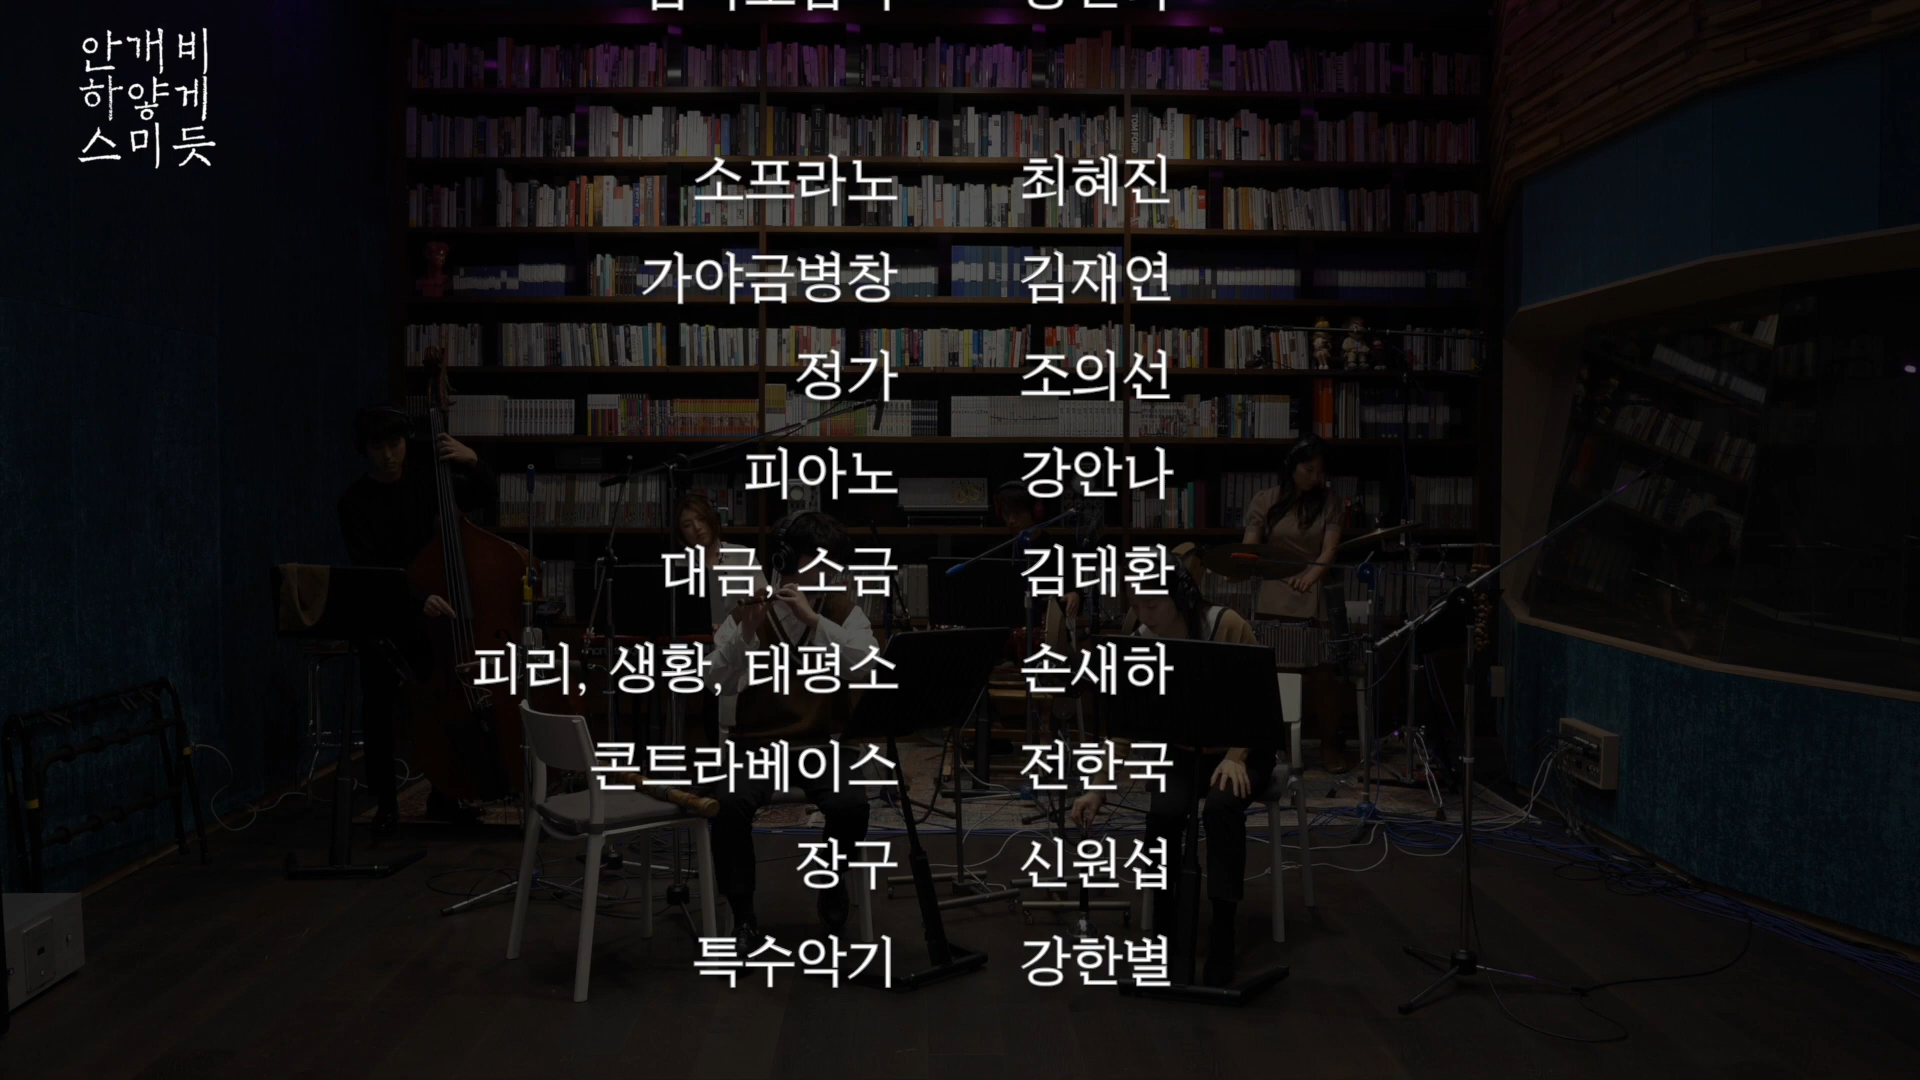 안개비
하얗게
스미듯
소프라노 최혜진
가야금병창 김재연
정가 조의선
피아노 강안나
대금, 소금 김태환
피리, 생황, 태평소 손새하
콘트라베이스 전한국
장구 신원섭
특수악기 강한별
TOM FORD